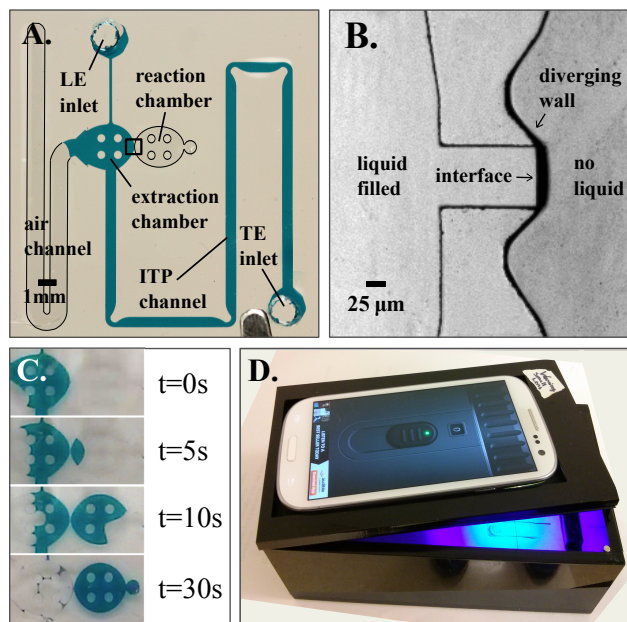 A.
LE
inlet
reaction
chamber
extraction
chamber
air
channel
1mm
ITP
channel
TE
inlet
B.
diverging
wall
liquid
filled
interface
no
liquid
25 μm
C.
t=0s
t=5s
t=10s
t=30s
D.